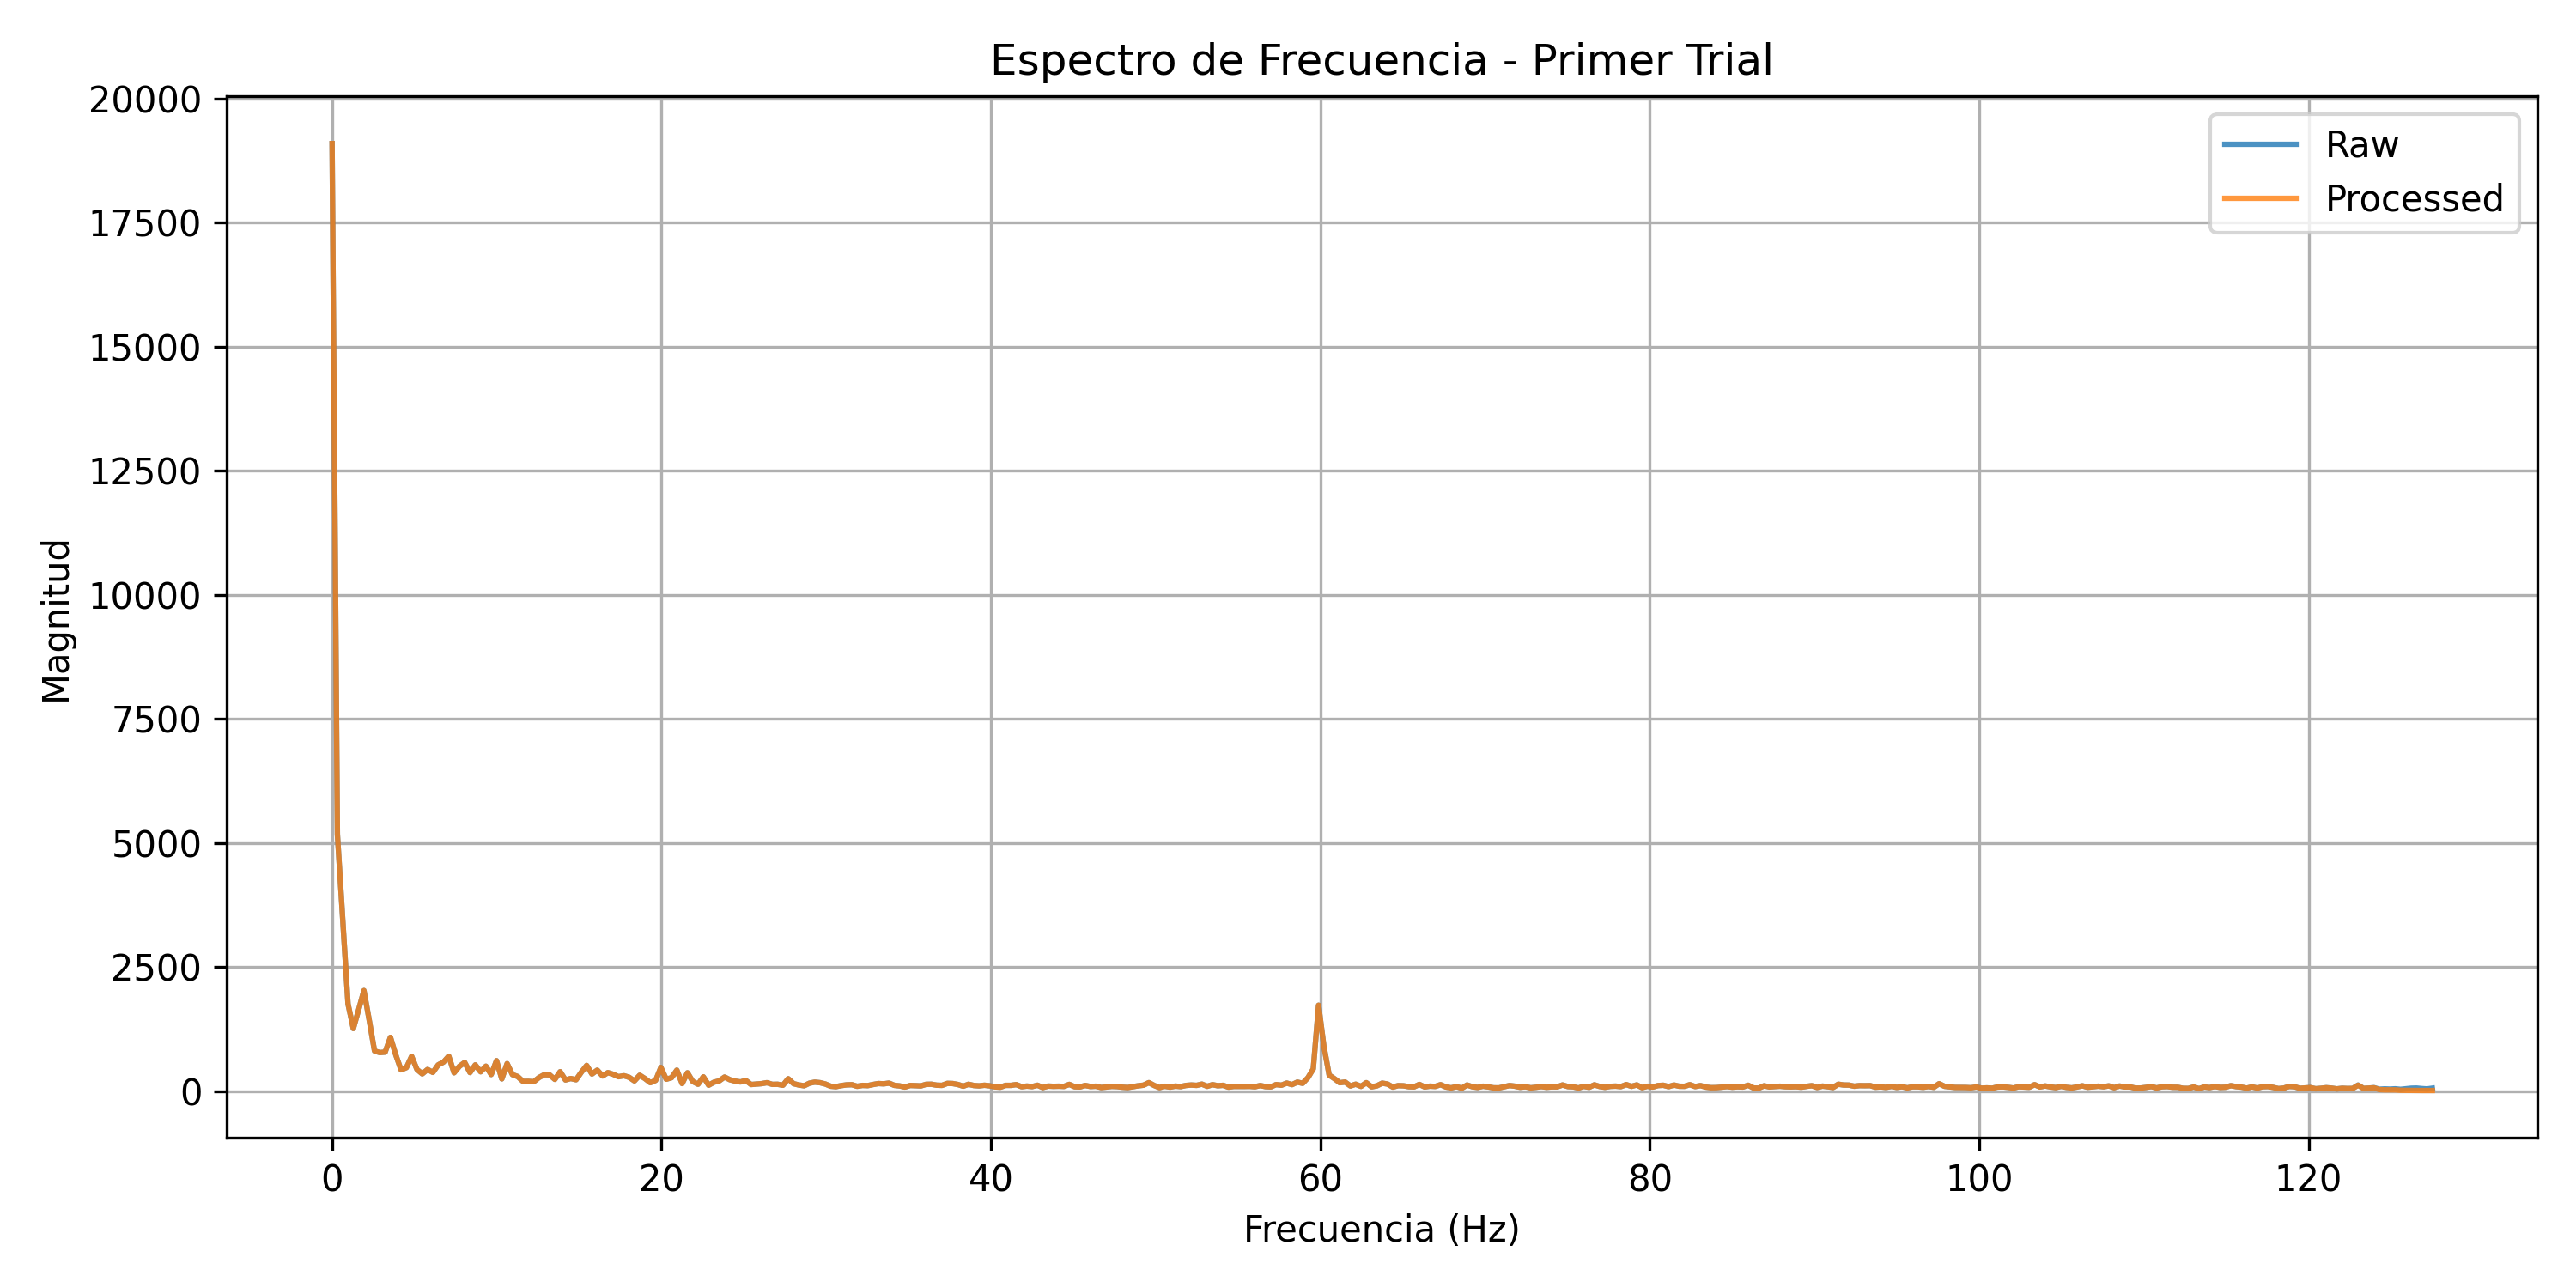 Espectro de Frecuencia - Primer Trial
20000
17500
15000
12500
10000
7500
5000
2500
0
Magnitud
Raw
Processed
0 20 40 60 80 100 120
Frecuencia (Hz)